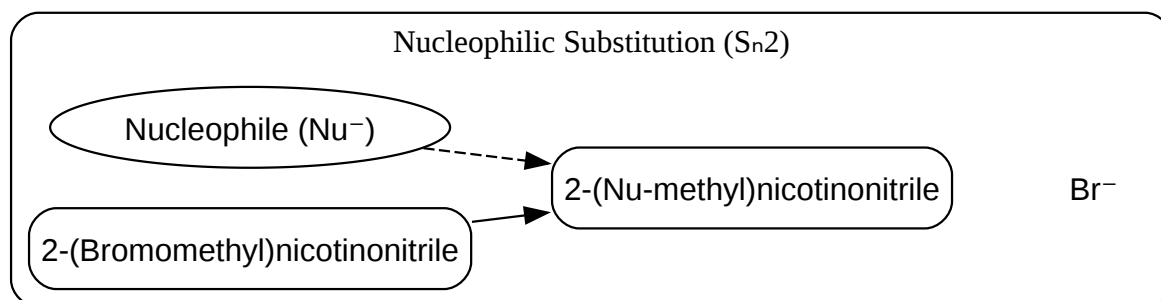 Nucleophilic Substitution (Sₙ2)
Nucleophile (Nu⁻)
2-(Nu-methyl)nicotinonitrile
Br⁻
2-(Bromomethyl)nicotinonitrile